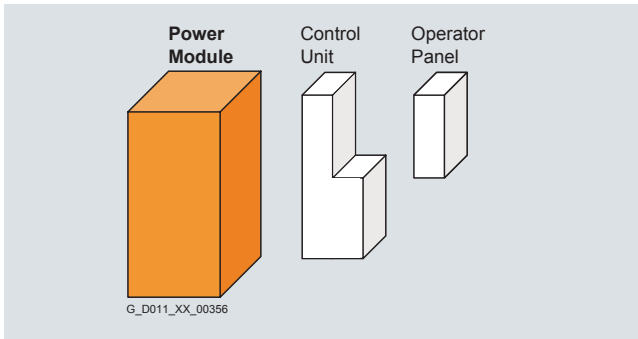 Power
Module
Control
Unit
Operator
Panel
G_D011_XX_00356